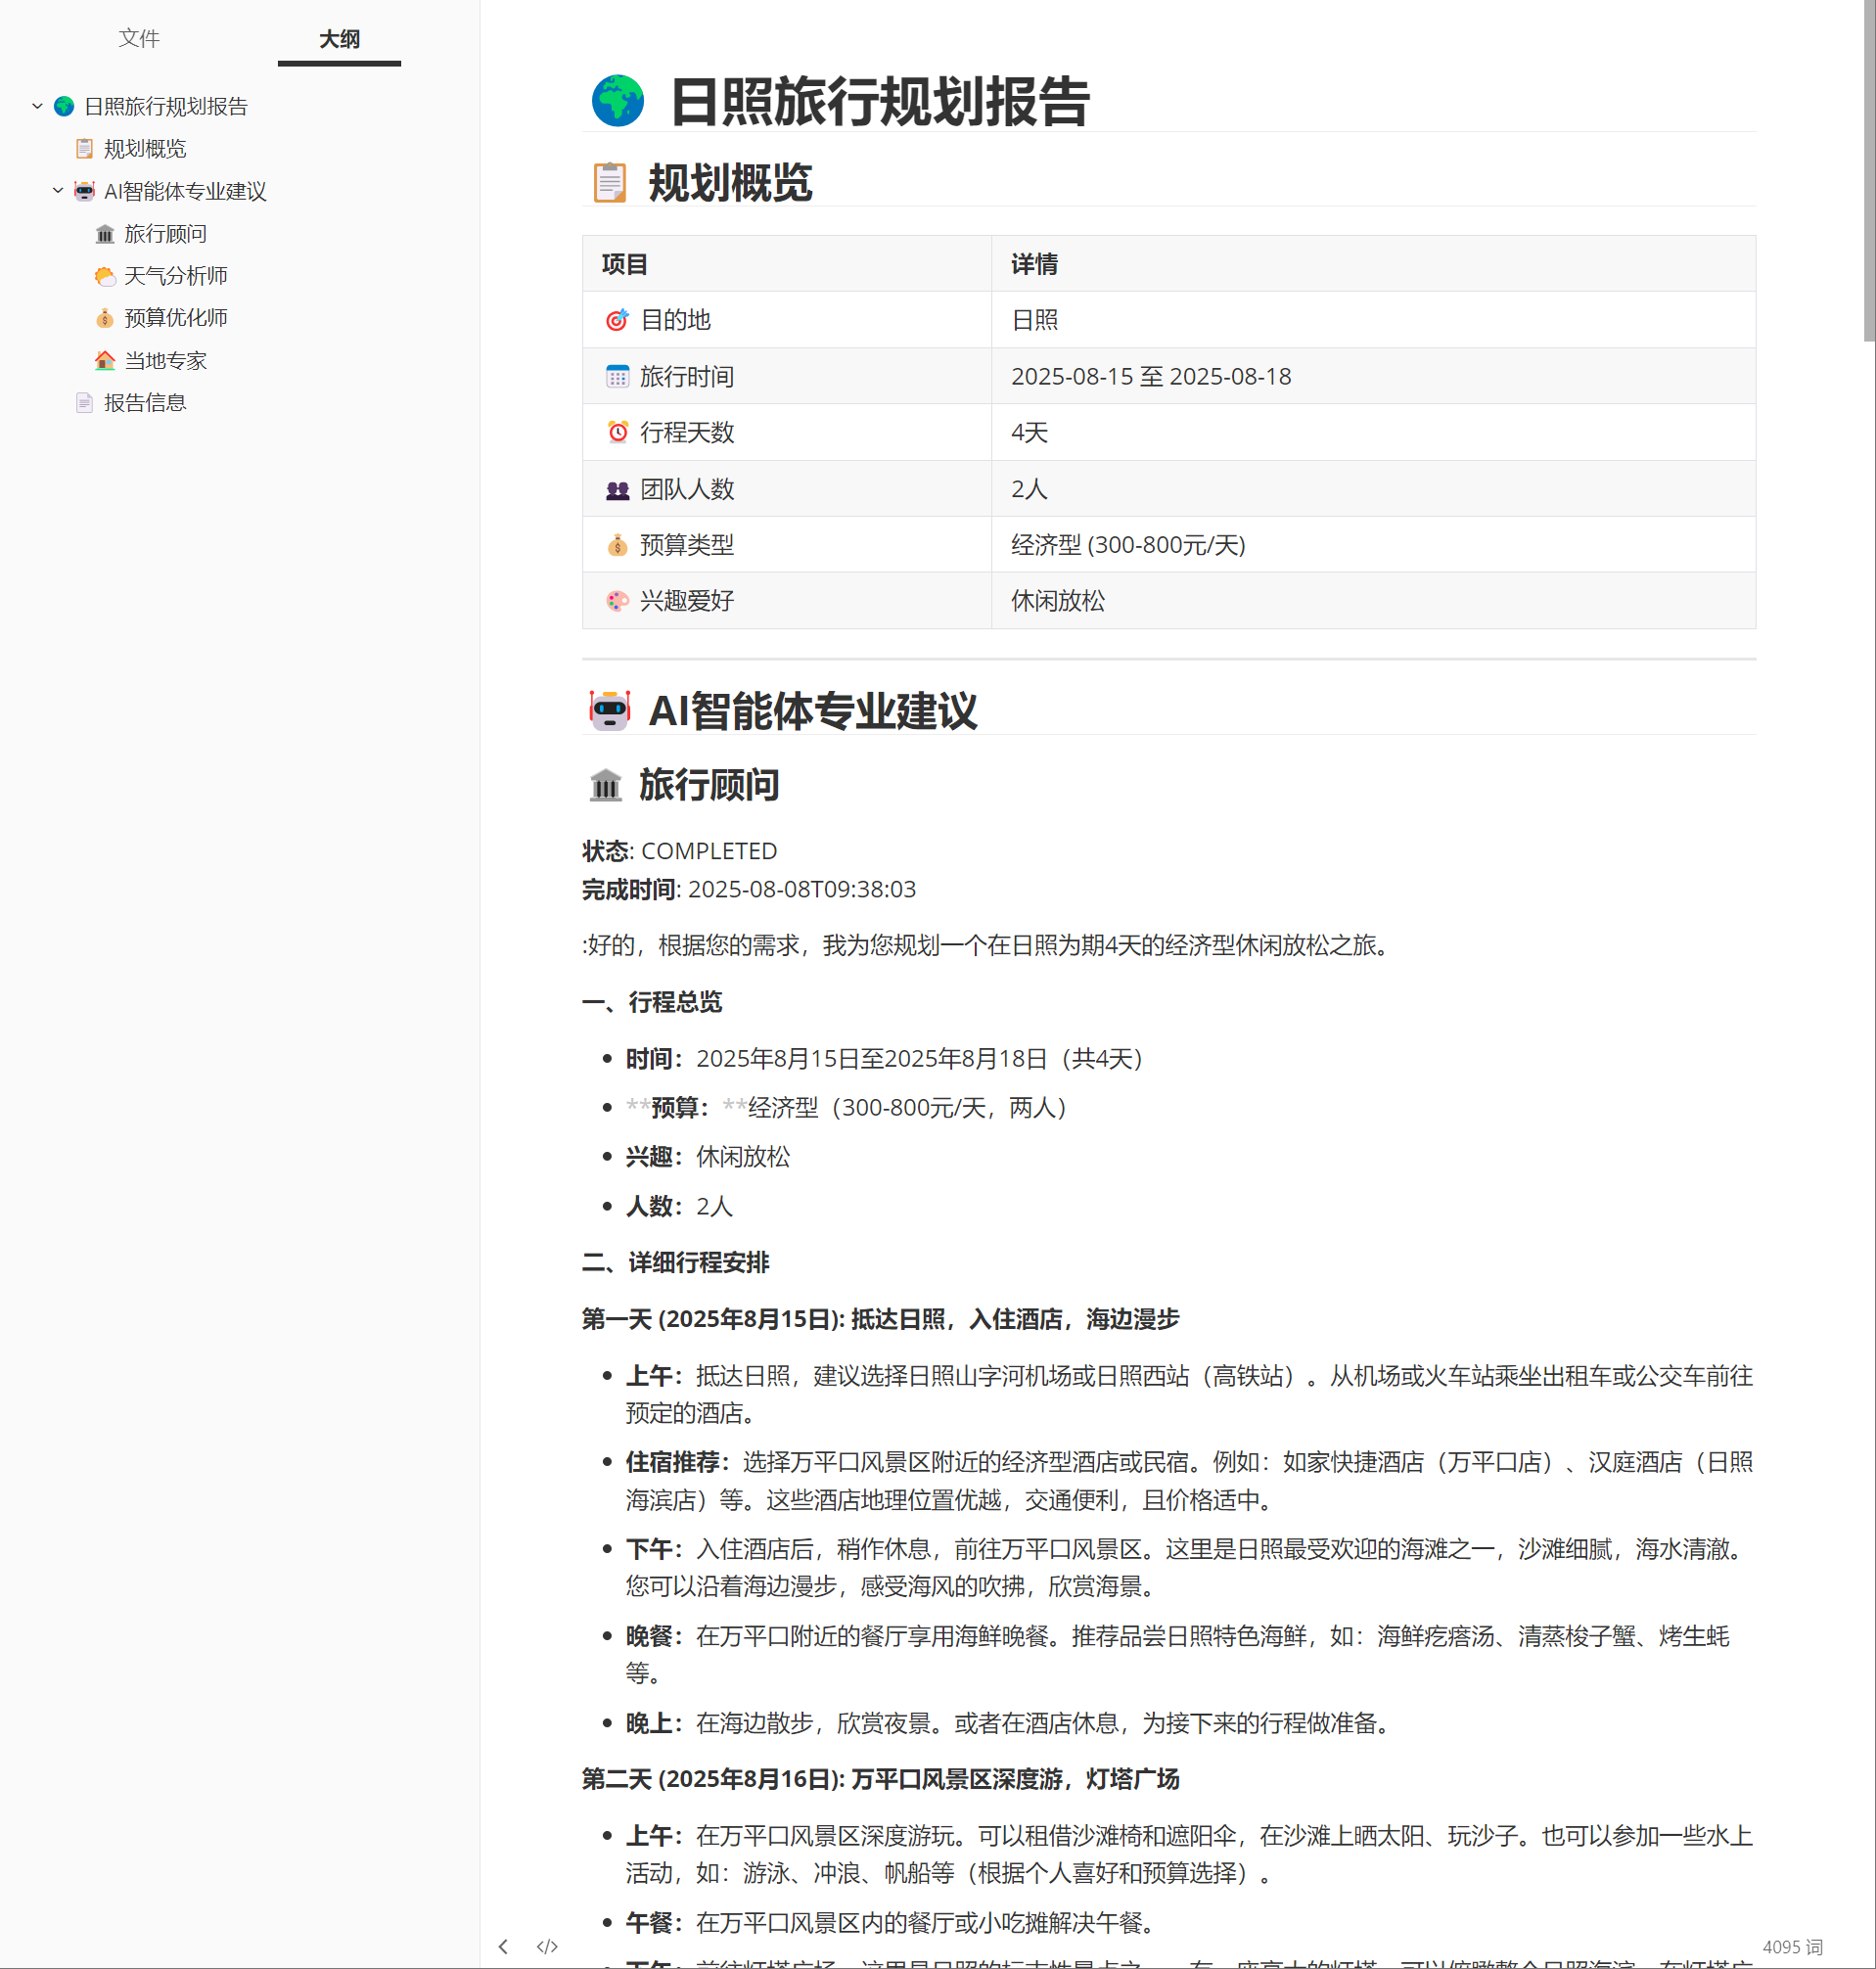 文件
大纲
日照旅行规划报告
规划概览
AI智能体专业建议
旅行顾问
天气分析师
预算优化师
当地专家
报告信息
日照旅行规划报告
规划概览
项目 详情
目的地 日照
旅行时间 2025-08-15 至 2025-08-18
行程天数 4天
团队人数 2人
预算类型 经济型 (300-800元/天)
兴趣爱好 休闲放松
AI智能体专业建议
旅行顾问
状态: COMPLETED
完成时间: 2025-08-08T09:38:03
:好的，根据您的需求，我为您规划一个在日照为期4天的经济型休闲放松之旅。
一、行程总览
时间：2025年8月15日至2025年8月18日（共4天）
**预算：**经济型（300-800元/天，两人）
兴趣：休闲放松
人数：2人
二、详细行程安排
第一天 (2025年8月15日): 抵达日照，入住酒店，海边漫步
上午：抵达日照，建议选择日照山字河机场或日照西站（高铁站）。从机场或火车站乘坐出租车或公交车前往
预定的酒店。
住宿推荐：选择万平口风景区附近的经济型酒店或民宿。例如：如家快捷酒店（万平口店）、汉庭酒店（日照
海滨店）等。这些酒店地理位置优越，交通便利，且价格适中。
下午：入住酒店后，稍作休息，前往万平口风景区。这里是日照最受欢迎的海滩之一，沙滩细腻，海水清澈。
您可以沿着海边漫步，感受海风的吹拂，欣赏海景。
晚餐：在万平口附近的餐厅享用海鲜晚餐。推荐品尝日照特色海鲜，如：海鲜疙瘩汤、清蒸梭子蟹、烤生蚝
等。
晚上：在海边散步，欣赏夜景。或者在酒店休息，为接下来的行程做准备。
第二天 (2025年8月16日): 万平口风景区深度游，灯塔广场
上午：在万平口风景区深度游玩。可以租借沙滩椅和遮阳伞，在沙滩上晒太阳、玩沙子。也可以参加一些水上
活动，如：游泳、冲浪、帆船等（根据个人喜好和预算选择）。
午餐：在万平口风景区内的餐厅或小吃摊解决午餐。
</>
4095 词